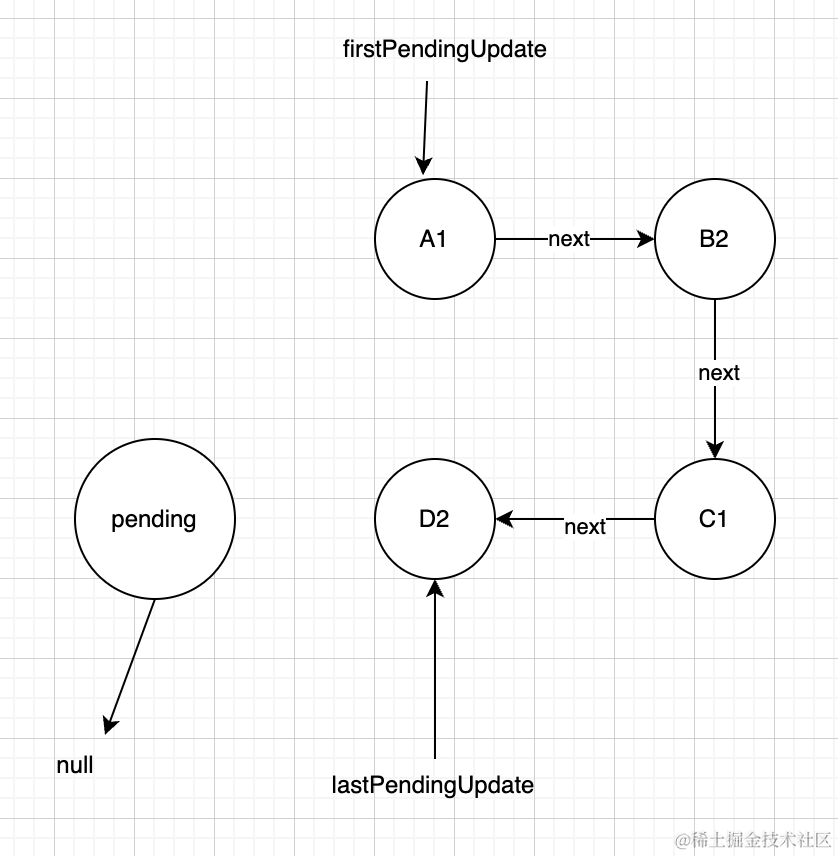 firstPendingUpdate
A1
next
B2
next
pending
D2
next
C1
null
lastPendingUpdate
@稀土掘金技术社区